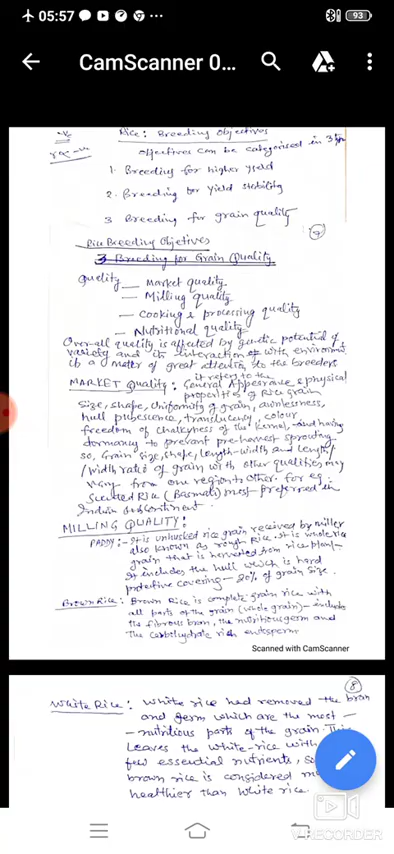 05:57
93
CamScanner 0...
Rice: Breeding Objectives
Objectives can be categorised in 3
1. Breeding for higher yield
2. Breeding for yield stability
3 Breeding for grain quality
7
Rice Breeding Objetives
3 Breeding for Grain Quality.
Quality — Market quality.
— Milling quality
— Cooking & processing quality
— Nutritional quality
Over-all quality is affected by genetic potential of
variety and its interaction with environ
is a matter of great attention to the breeders
it refers to the
MARKET Quality: General Appearance & physical
properties of Rice grain
Size, shape, Uniformity of grain, awnlessness,
hull pubescence, translucency colour
freedom of chalkyness of the kernel, and having
dormancy to prevent pre-harvest sprouting.
So, Grain size, shape, length-width and length
/width ratio of grain with other qualities may
vary from one region to other. For eg.
Scented Rice (Basmati) most preferred in
Indian subcontinent.
MILLING QUALITY:
PADDY:- It is unhusked rice grain received by miller
also known as rough Rice. It is whole rice
grain that is harvested from rice plant-
It includes the hull which is hard
protective covering - 20% of grain size.
Brown Rice: Brown Rice is complete grain rice with
all parts of the grain (whole grain) - includes
the fibrous bran, the nutritious germ and
The carbohydrate rich endosperm
Scanned with CamScanner
8
White Rice: White rice had removed the bran
and germ which are the most —
— nutritious parts of the grain. This
Leaves the white-rice with
few essential nutrients, so
brown rice is considered
healthier than white rice.
V RECORDER